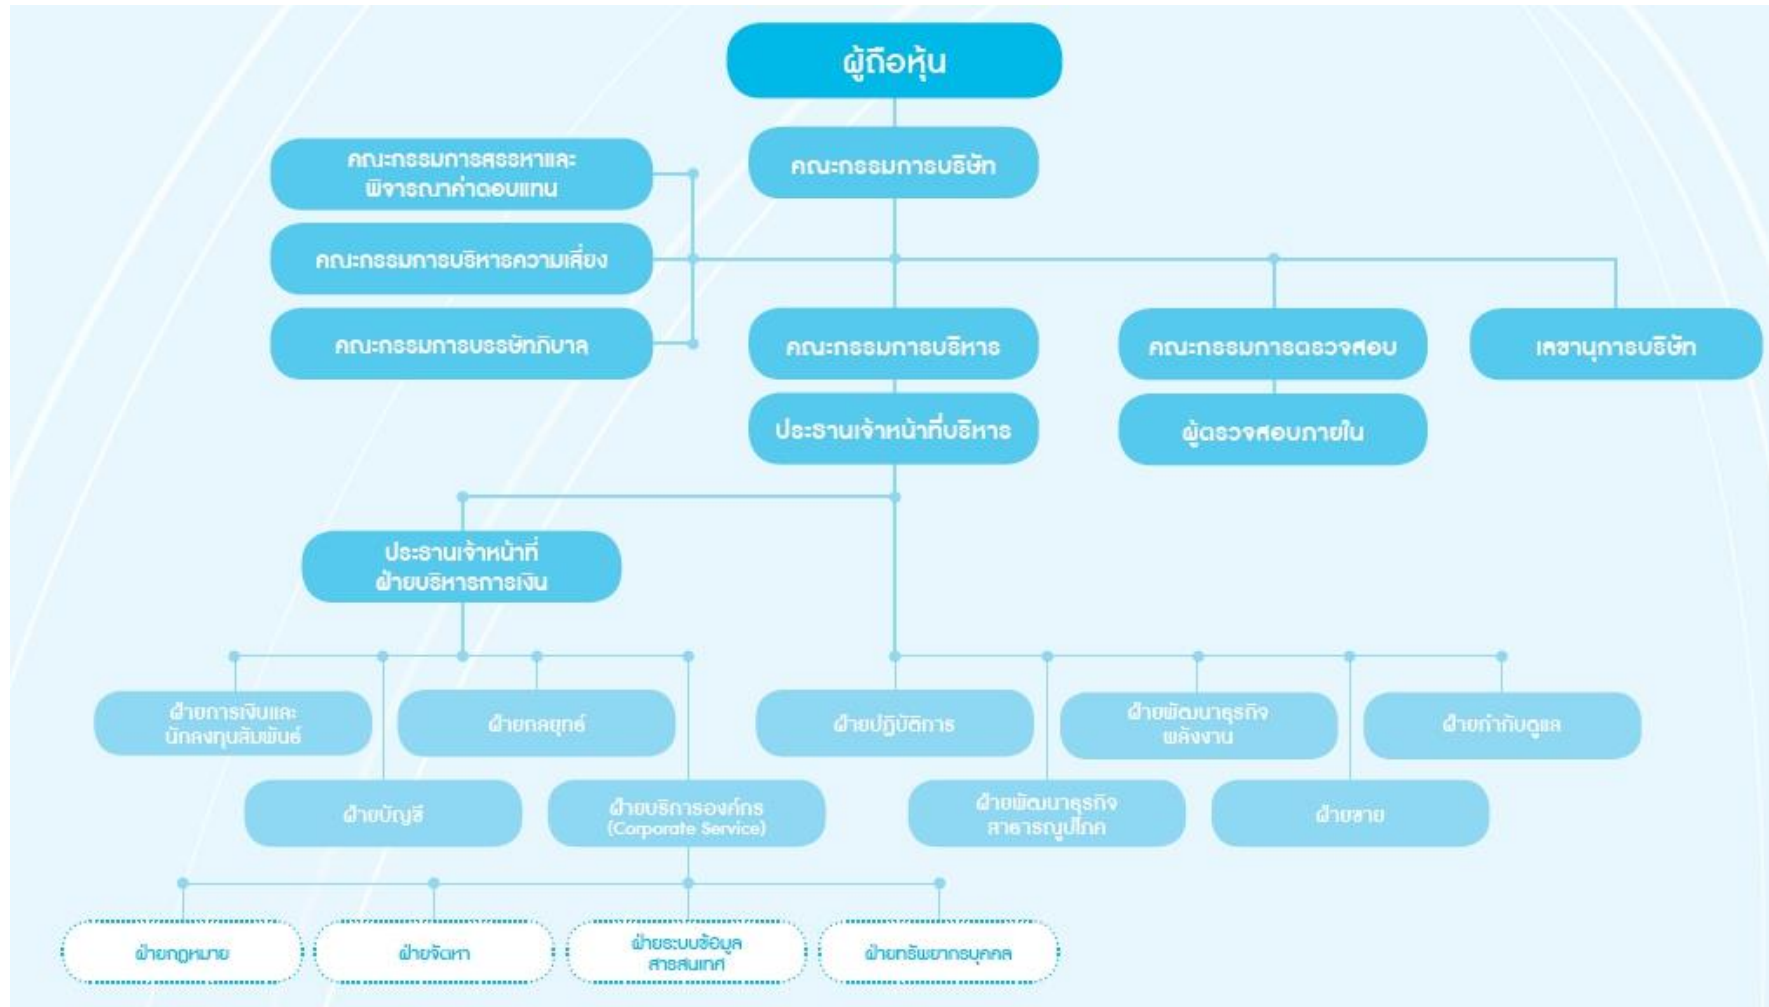 ผู้ถือหุ้น
คณะกรรมการสรรหาและ
พิจารณาค่าตอบแทน
คณะกรรมการบริษัท
คณะกรรมการบริหารความเสี่ยง
คณะกรรมการบรรษัทภิบาล
คณะกรรมการบริหาร
คณะกรรมการตรวจสอบ
เลขานุการบริษัท
ประธานเจ้าหน้าที่บริหาร
ผู้ตรวจสอบภายใน
ประธานเจ้าหน้าที่
ฝ่ายบริหารการเงิน
ฝ่ายการเงินและ
นักลงทุนสัมพันธ์
ฝ่ายกลยุทธ์
ฝ่ายปฏิบัติการ
ฝ่ายพัฒนาธุรกิจ
พลังงาน
ฝ่ายกำกับดูแล
ฝ่ายบัญชี
ฝ่ายบริการองค์กร
(Corporate Service)
ฝ่ายพัฒนาธุรกิจ
สาธารณูปโภค
ฝ่ายขาย
ฝ่ายกฎหมาย
ฝ่ายจัดหา
ฝ่ายระบบข้อมูล
สารสนเทศ
ฝ่ายทรัพยากรบุคคล